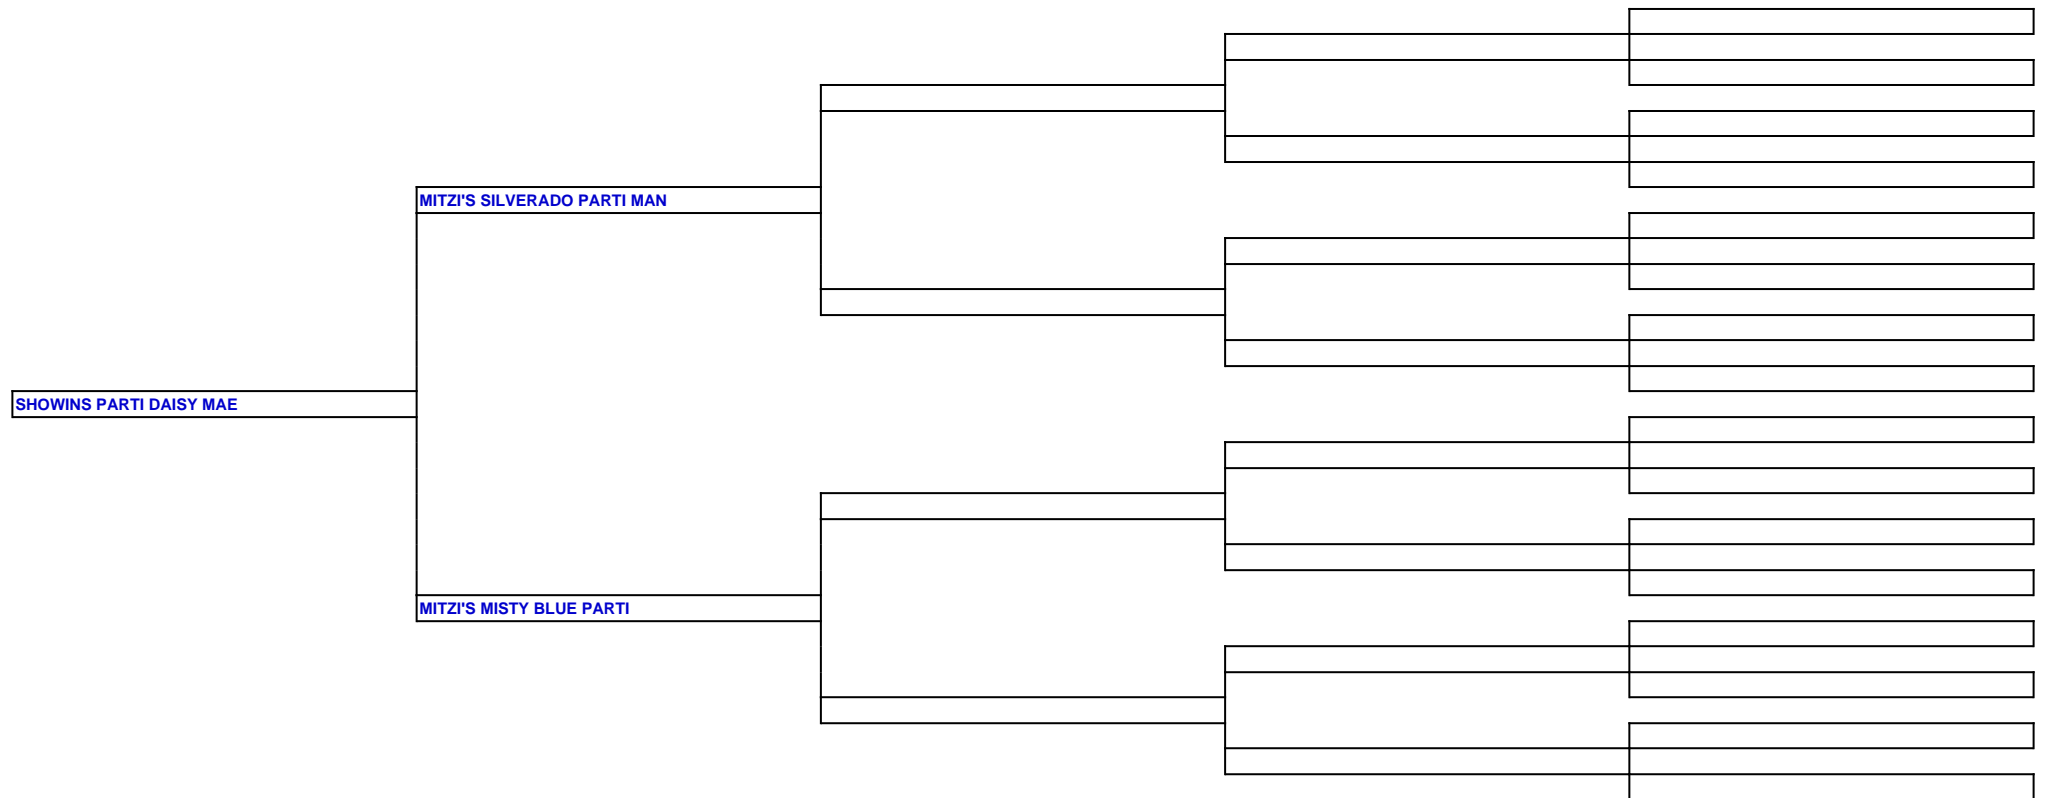 MITZI'S SILVERADO PARTI MAN
SHOWINS PARTI DAISY MAE
MITZI'S MISTY BLUE PARTI